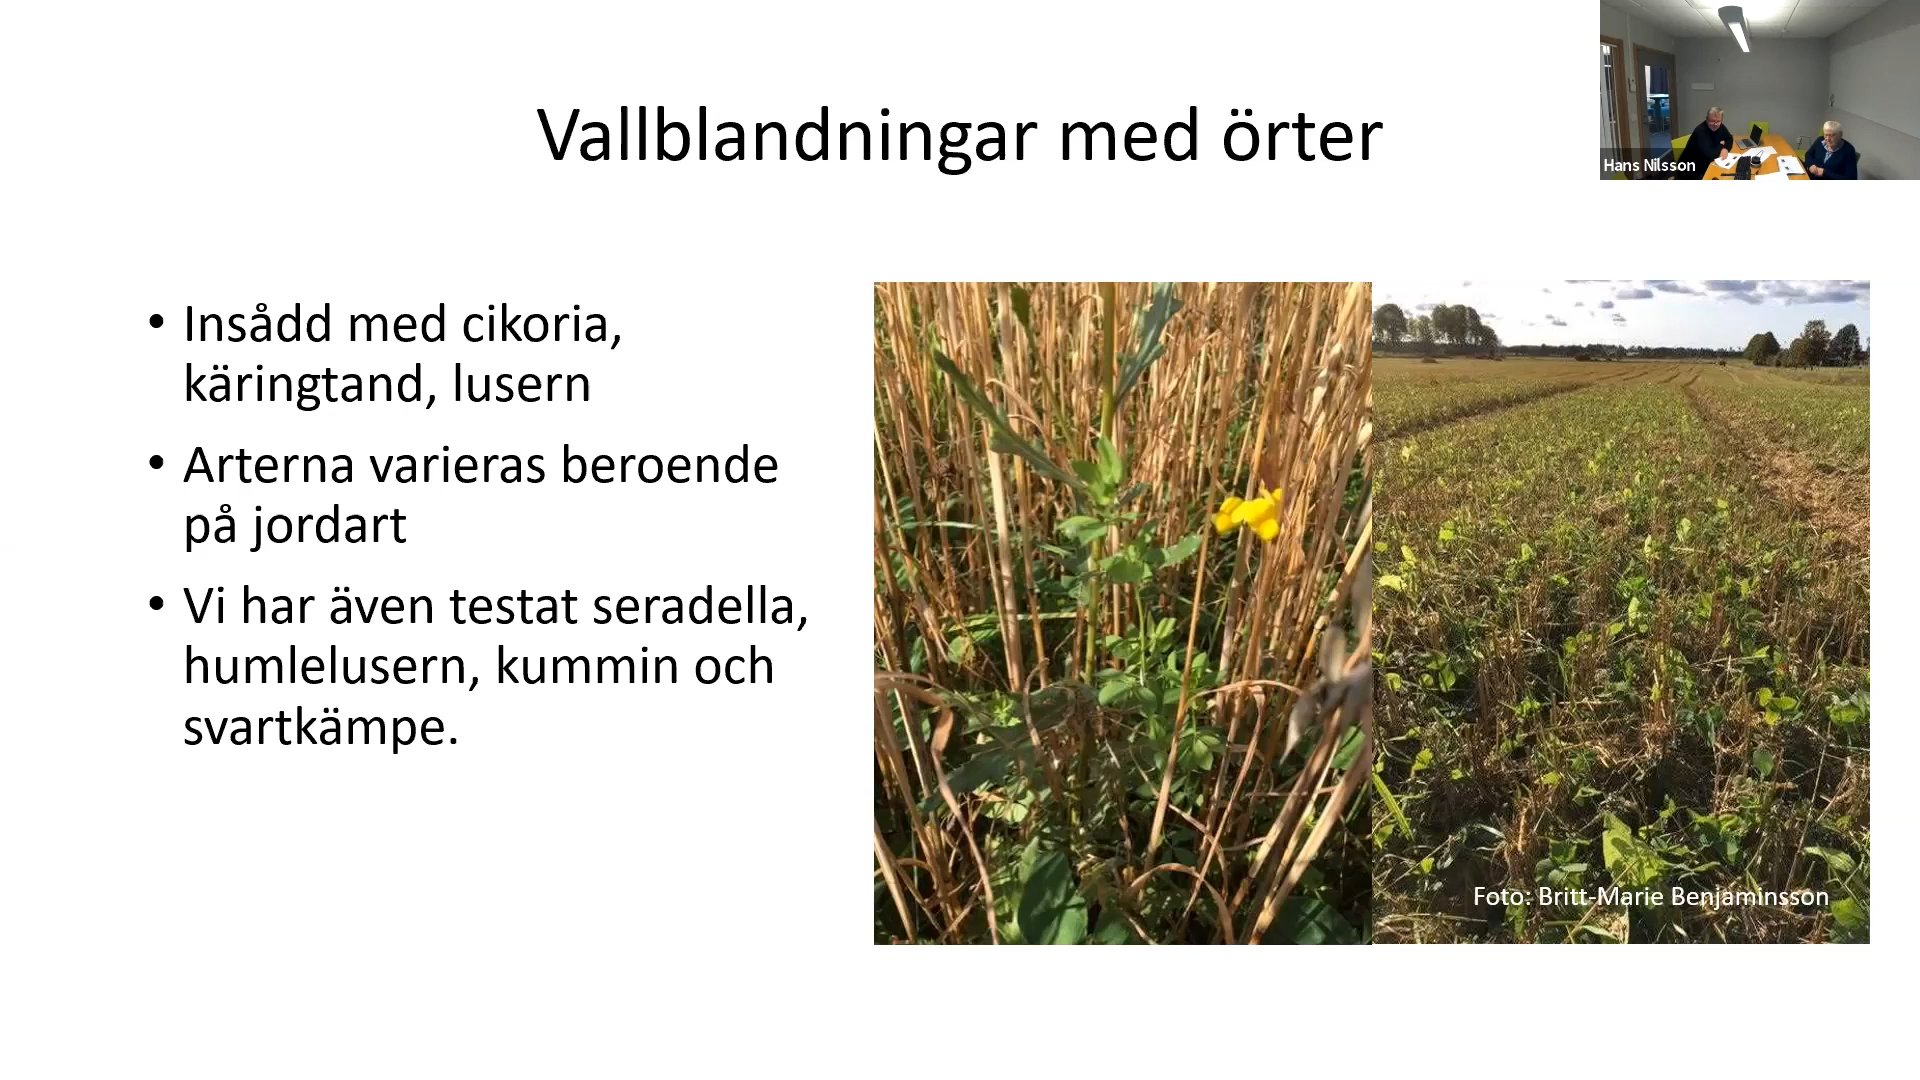 Vallblandningar med örter
Hans Nilsson
• Insådd med cikoria,
käringtand, lusern
• Arterna varieras beroende
på jordart
• Vi har även testat seradella,
humlelusern, kummin och
svartkämpe.
Foto: Britt-Marie Benjaminsson